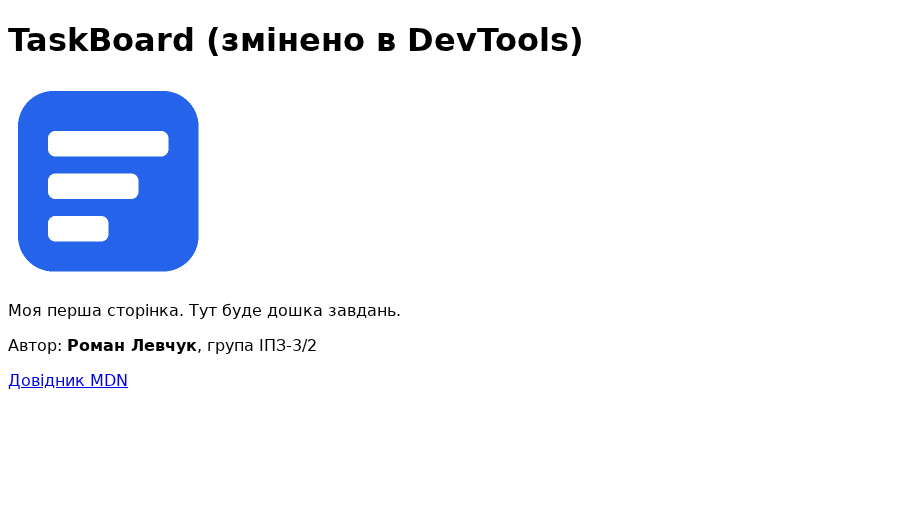 TaskBoard (змінено в DevTools)
Моя перша сторінка. Тут буде дошка завдань.
Автор: Роман Левчук, група ІПЗ-3/2
Довідник MDN